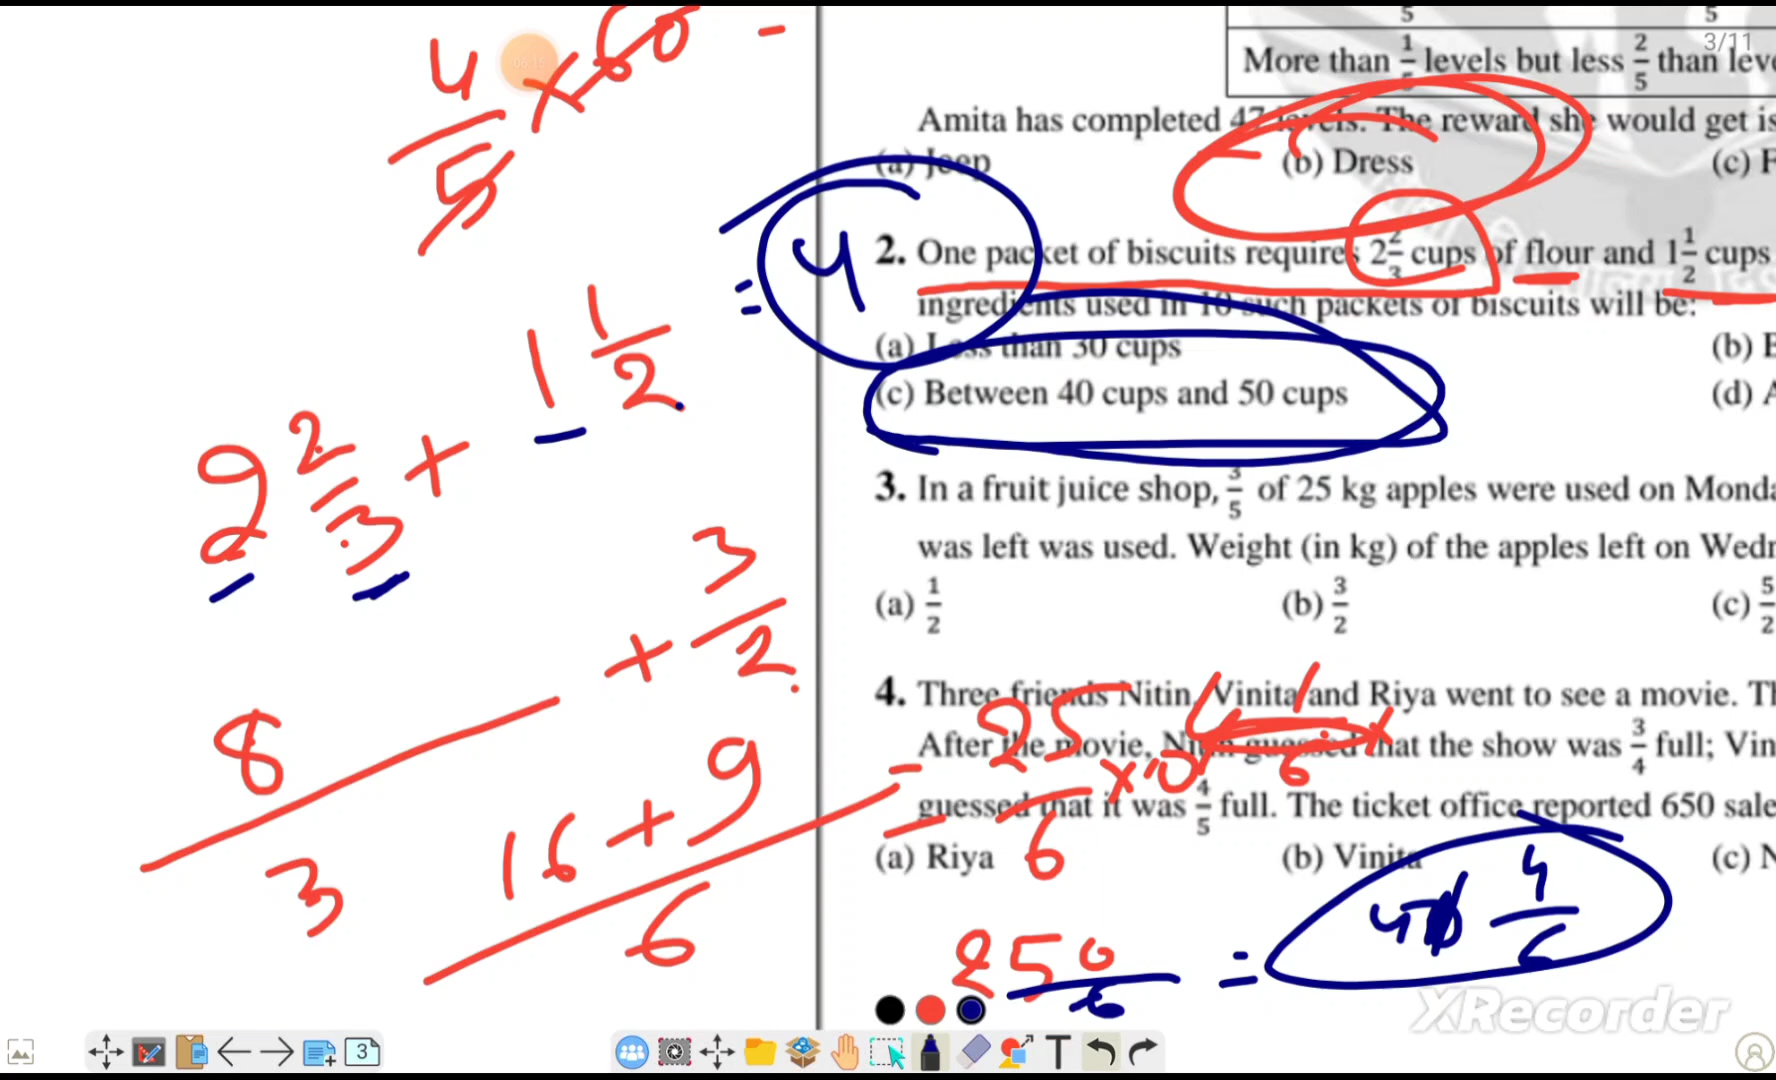 4/5 × 60 -
06:15
5 5
3/11
More than 1/5 levels but less 2/5 than
Amita has completed 47 levels. The reward she would get is
(a) Jeep (b) Dress (c)
2. One packet of biscuits requires 2 2/3 cups of flour and 1 1/2 cups
ingredients used in 10 such packets of biscuits will be:
(a) Less than 30 cups (b)
(c) Between 40 cups and 50 cups (d)
= 4
2 2/3 + 1 1/2
3. In a fruit juice shop, 3/5 of 25 kg apples were used on
was left was used. Weight (in kg) of the apples left on
(a) 1/2 (b) 3/2 (c) 5/2
8/3 + 3/2
4. Three friends Nitin, Vinita and Riya went to see a movie.
After the movie, Nitin guessed that the show was 3/4 full;
guessed that it was 4/5 full. The ticket office reported 650
(a) Riya (b) Vinita (c)
16 + 9/6 = 25/6 × 10
250/6 = 4/6
XRecorder
3
T